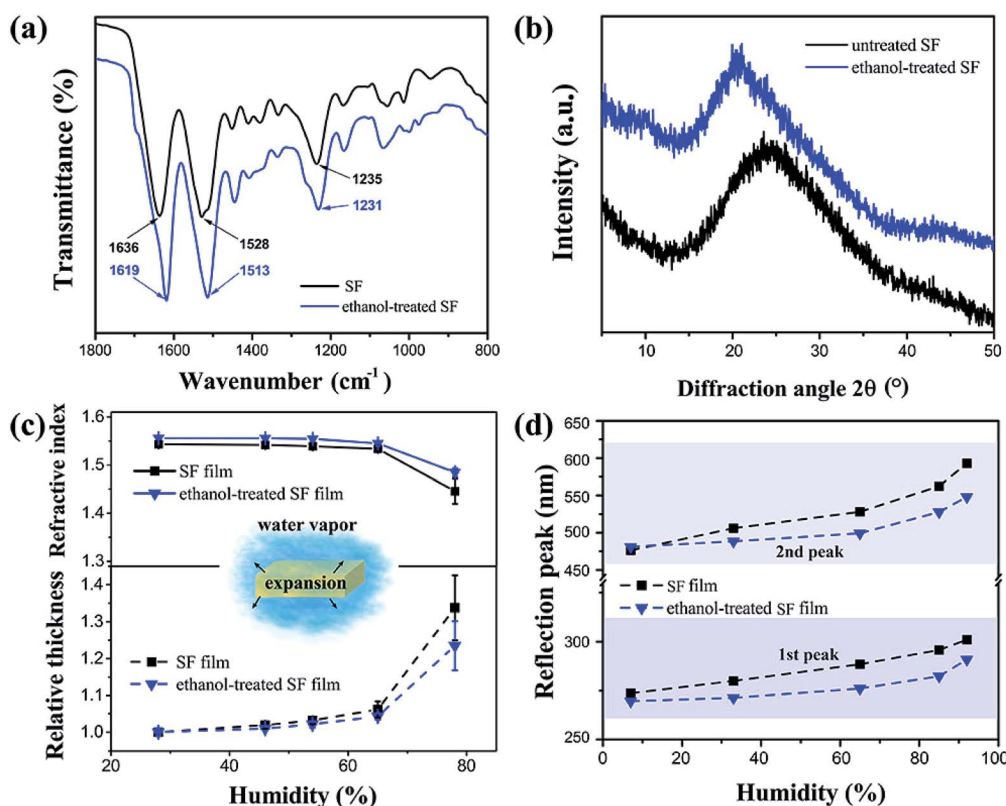 (a)
Transmittance (%)
1636
1619
1528
1513
1235
1231
SF
ethanol-treated SF
1800 1600 1400 1200 1000 800
Wavenumber (cm-1)
(b)
Intensity (a.u.)
untreated SF
ethanol-treated SF
10 20 30 40 50
Diffraction angle 2θ (°)
(c)
Refractive index
1.6
1.5
1.4
1.3
SF film
ethanol-treated SF film
water vapor
expansion
Relative thickness
1.4
1.3
1.2
1.1
1.0
SF film
ethanol-treated SF film
20 40 60 80
Humidity (%)
(d)
Reflection peak (nm)
650
600
550
500
450
300
250
2nd peak
SF film
ethanol-treated SF film
1st peak
0 20 40 60 80 100
Humidity (%)